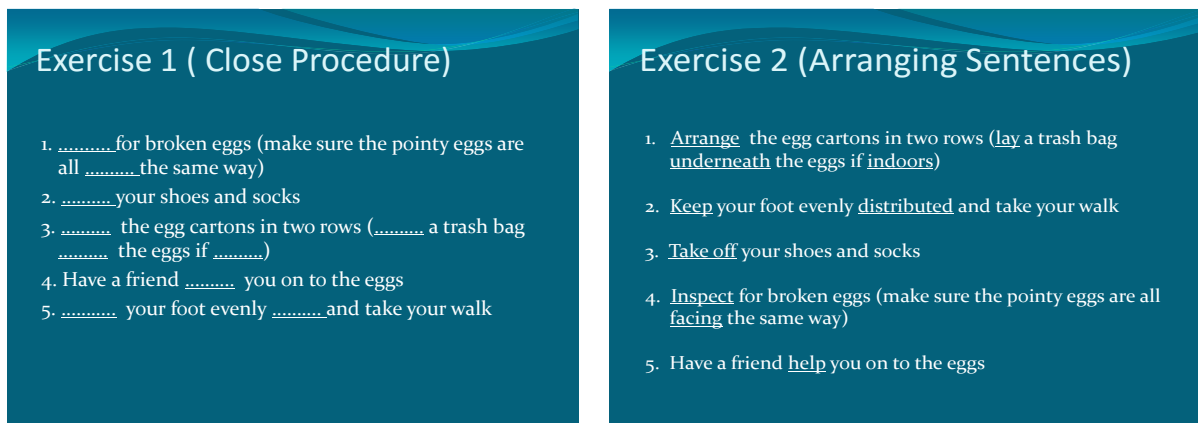 Exercise 1 ( Close Procedure)
1. .......... for broken eggs (make sure the pointy eggs are
all .......... the same way)
2. .......... your shoes and socks
3. .......... the egg cartons in two rows (.......... a trash bag
.......... the eggs if ..........)
4. Have a friend .......... you on to the eggs
5. ........... your foot evenly .......... and take your walk
Exercise 2 (Arranging Sentences)
1. Arrange the egg cartons in two rows (lay a trash bag
underneath the eggs if indoors)
2. Keep your foot evenly distributed and take your walk
3. Take off your shoes and socks
4. Inspect for broken eggs (make sure the pointy eggs are all
facing the same way)
5. Have a friend help you on to the eggs